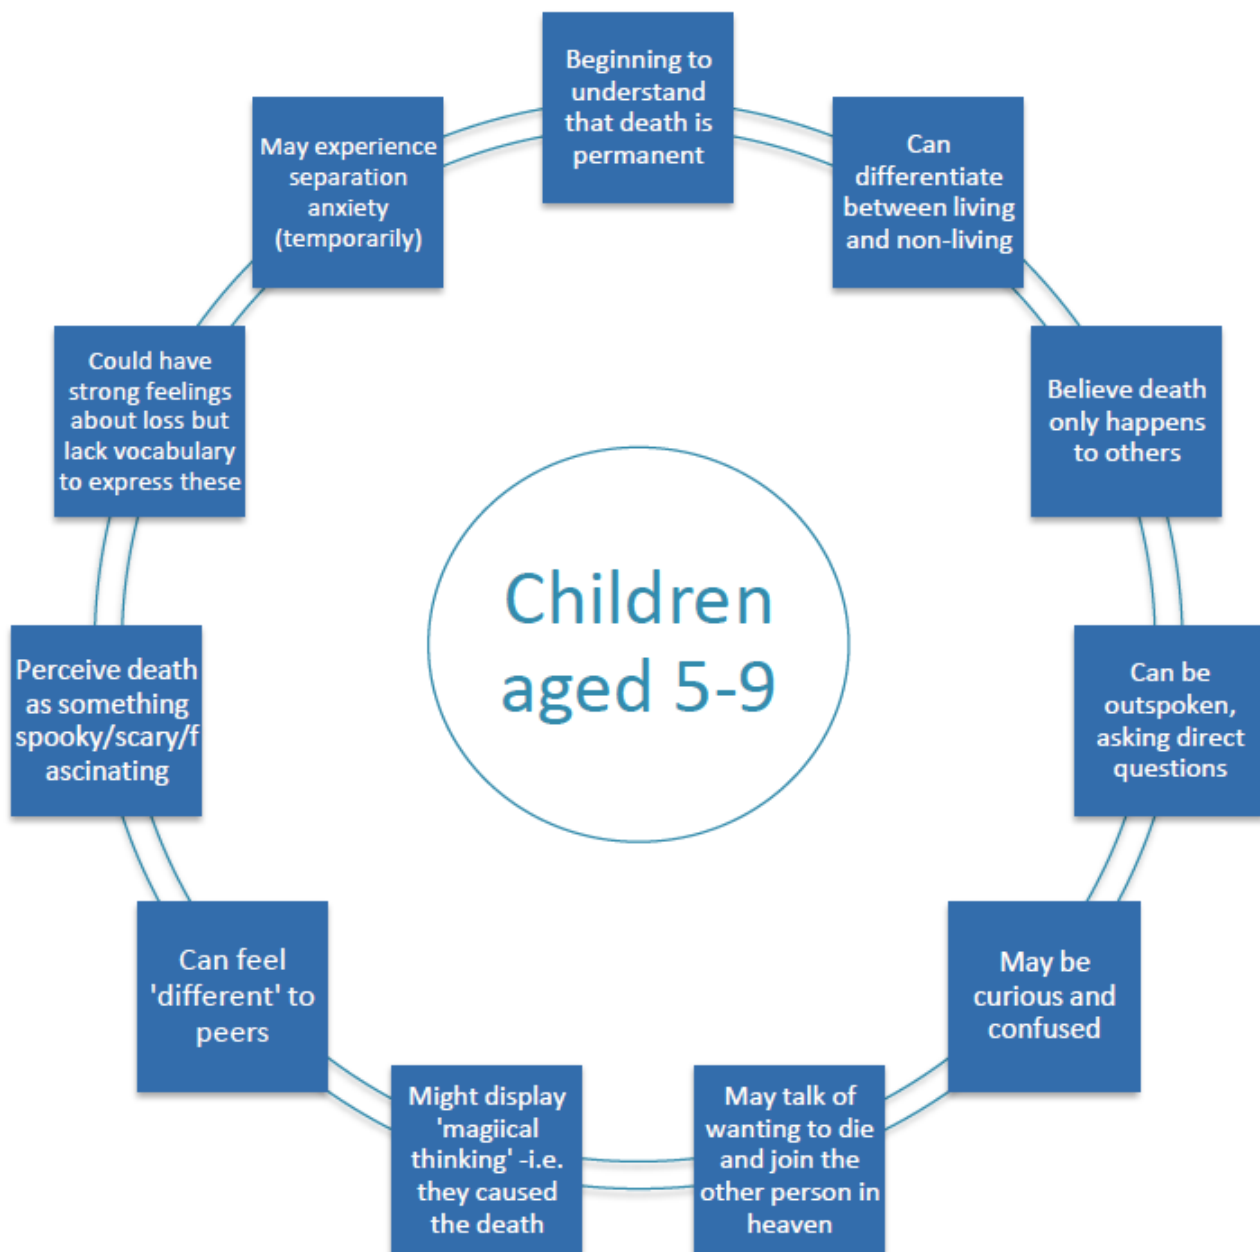 Beginning to
understand
that death is
permanent
Can
differentiate
between living
and non-living
Believe death
only happens
to others
Can be
outspoken,
asking direct
questions
May be
curious and
confused
May talk of
wanting to die
and join the
other person in
heaven
Might display
'magiical
thinking' -i.e.
they caused
the death
Can feel
'different' to
peers
Perceive death
as something
spooky/scary/f
ascinating
Could have
strong feelings
about loss but
lack vocabulary
to express these
May experience
separation
anxiety
(temporarily)
Children
aged 5-9